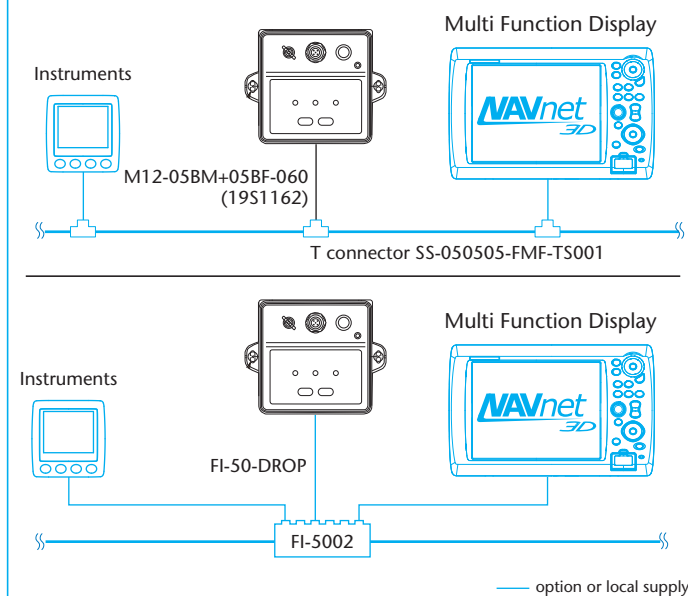 Multi Function Display
Instruments
NAVnet
3D
M12-05BM+05BF-060
(19S1162)
T connector SS-050505-FMF-TS001
Multi Function Display
Instruments
NAVnet
3D
FI-50-DROP
FI-5002
option or local supply